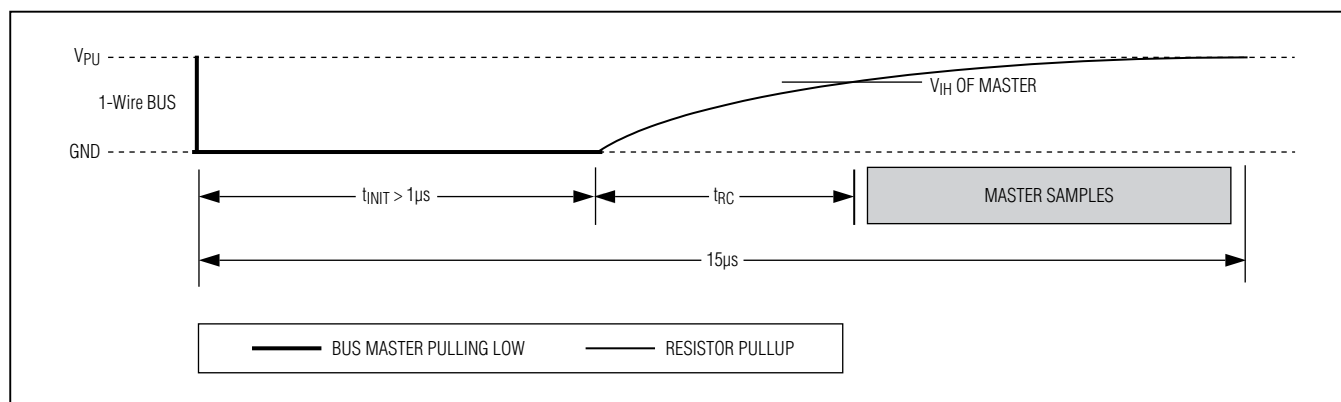 VPU
1-Wire BUS
VIH OF MASTER
GND
tINIT > 1µs
tRC
MASTER SAMPLES
15µs
BUS MASTER PULLING LOW
RESISTOR PULLUP